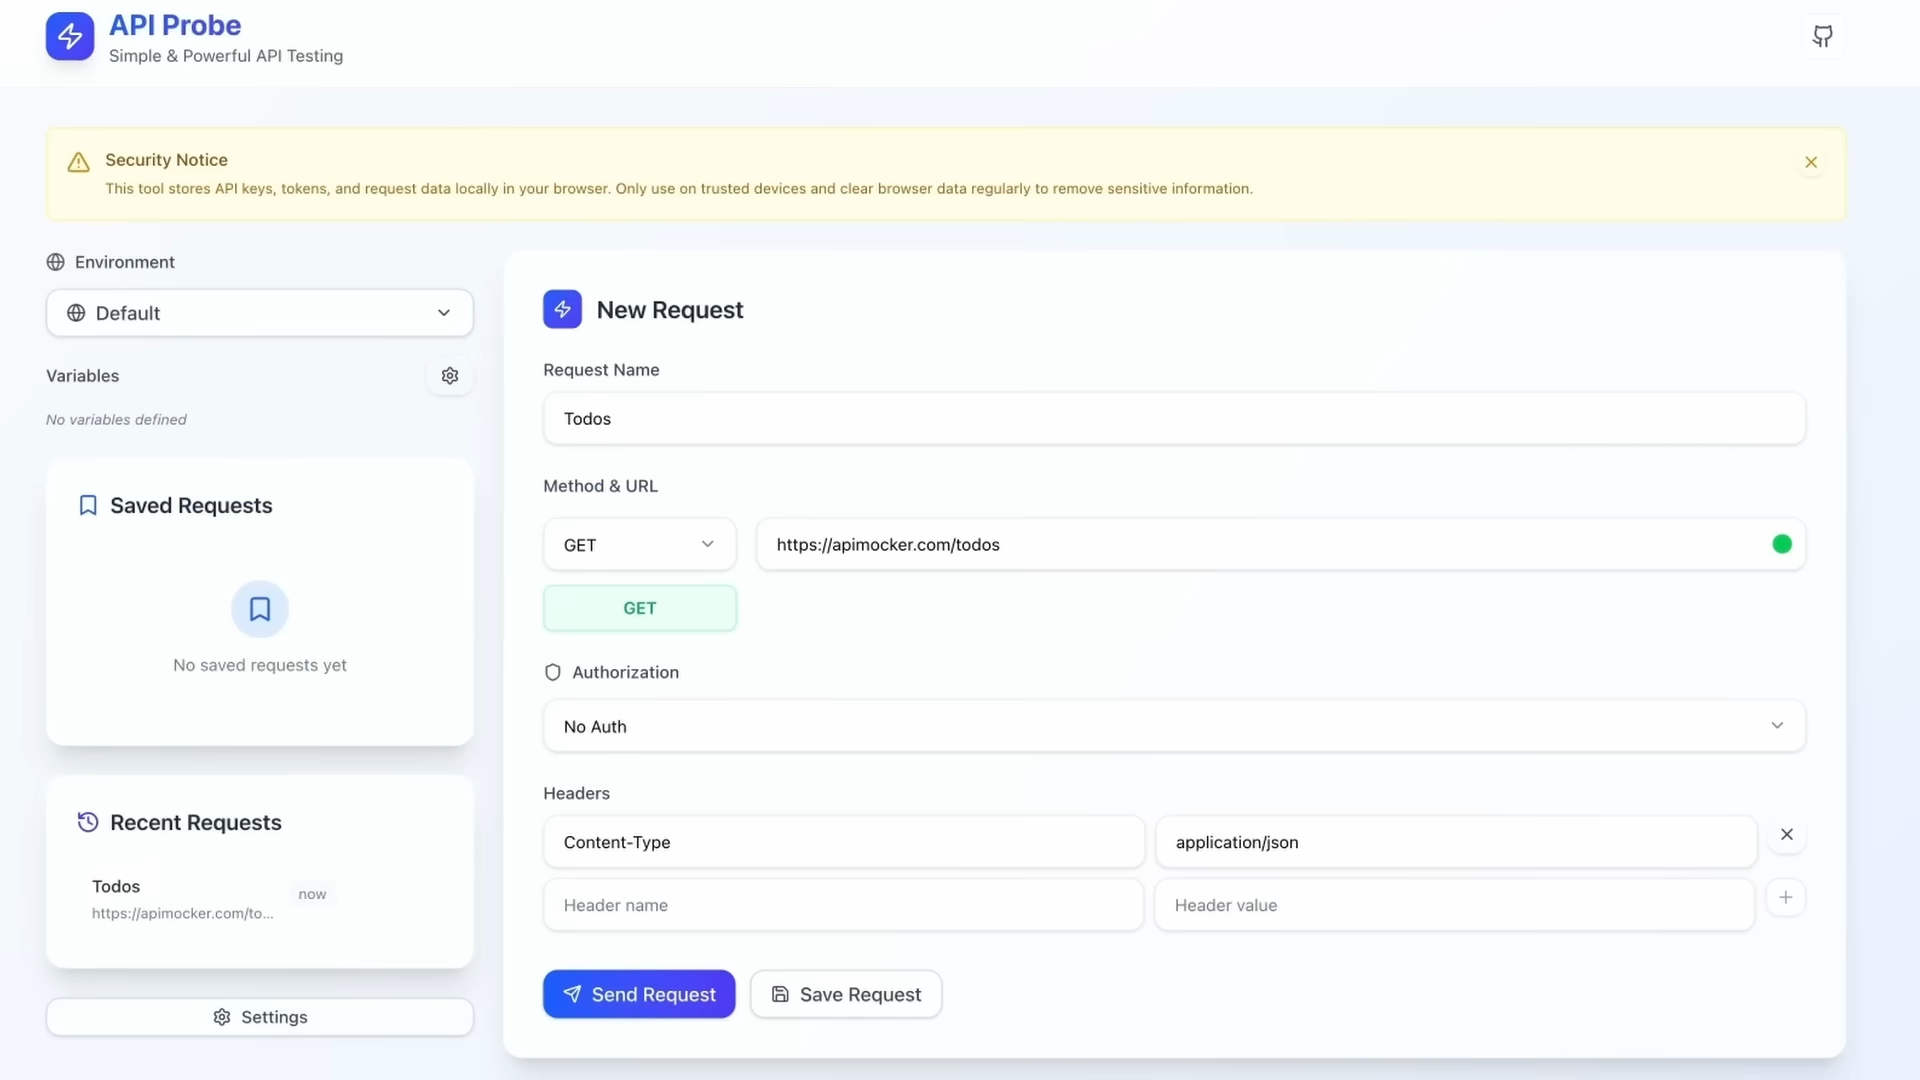 API Probe
Simple & Powerful API Testing
Security Notice
This tool stores API keys, tokens, and request data locally in your browser. Only use on trusted devices and clear browser data regularly to remove sensitive information.
Environment
Default
Variables
No variables defined
Saved Requests
No saved requests yet
Recent Requests
Todos
now
https://apimocker.com/to...
Settings
New Request
Request Name
Todos
Method & URL
GET
https://apimocker.com/todos
GET
Authorization
No Auth
Headers
Content-Type
application/json
Header name
Header value
Send Request
Save Request